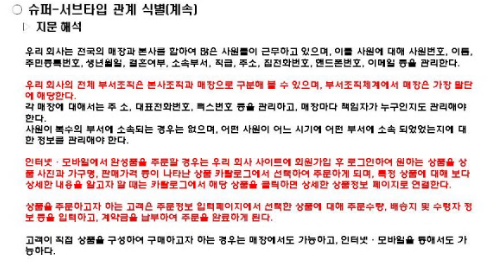 ○ 슈퍼-서브타입 관계 식별(계속)
▷ 지문 해석
우리 회사는 전국의 매장과 본사를 합하여 많은 사원들이 근무하고 있으며, 이들 사원에 대해 사원번호, 이름,
주민등록번호, 생년월일, 결혼여부, 소속부서, 직급, 주소, 집전화번호, 핸드폰번호, 이메일 등을 관리한다.
우리 회사의 전체 부서조직은 본사조직과 매장으로 구분해 볼 수 있으며, 부서조직체계에서 매장은 가장 말단
에 해당한다.
각 매장에 대해서는 주 소, 대표전화번호, 팩스번호 등을 관리하고, 매장마다 책임자가 누구인지도 관리해야
한다.
사원이 복수의 부서에 소속되는 경우는 없으며, 어떤 사원이 어느 시기에 어떤 부서에 소속 되었었는지에 대
한 정보를 관리해야 한다.
인터넷ㆍ모바일에서 완성품을 주문할 경우는 우리 회사 사이트에 회원가입 후 로그인하여 원하는 상품을 상
품 사진과 가구명, 판매가격 등이 나타난 상품 카탈로그에서 선택하여 주문하게 되며, 특정 상품에 대해 보다
상세한 내용을 알고자 할 때는 카탈로그에서 해당 상품을 클릭하면 상세한 상품정보 페이지로 연결한다.
상품을 주문하고자 하는 고객은 주문정보 입력페이지에서 선택한 상품에 대해 주문수량, 배송지 및 수령자 정
보 등을 입력하고, 계약금을 납부하여 주문을 완료하게 된다.
고객이 직접 상품을 구성하여 구매하고자 하는 경우는 매장에서도 가능하고, 인터넷ㆍ모바일을 통해서도 가
능하다.